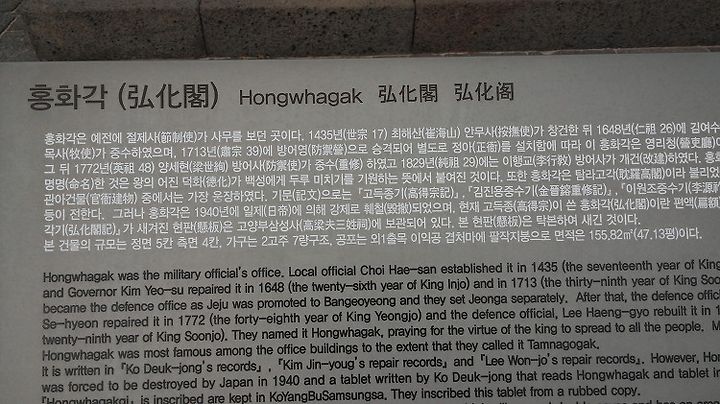 홍화각 (弘化閣) Hongwhagak 弘化閣 弘化阁
홍화각은 예전에 절제사(節制使)가 사무를 보던 곳이다. 1435년(世宗 17) 최해산(崔海山) 안무사(按撫使)가 창건한 뒤 1648년(仁祖 26)에 김여수
목사(牧使)가 중수하였으며, 1713년(肅宗 39)에 방어영(防禦營)으로 승격되어 별도로 정아(正衙)를 설치함에 따라 이 홍화각은 영리청(營吏廳)이
그 뒤 1772년(英祖 48) 양세현(梁世絢) 방어사(防禦使)가 중수(重修) 하였고 1829년(純祖 29)에는 이행교(李行敎) 방어사가 개건(改建)하였다. 홍화
명명(命名)한 것은 왕의 어진 덕화(德化)가 백성에게 두루 미치기를 기원하는 뜻에서 붙여진 것이다. 또한 홍화각은 탐라고각(耽羅高閣)이라 불리었
관아건물(官衙建物) 중에서는 가장 웅장하였다. 기문(記文)으로는 「고득종기(高得宗記)」, 「김진용중수기(金晉鎔重修記)」, 「이원조중수기(李源祚
등이 전한다. 그러나 홍화각은 1940년에 일제(日帝)에 의해 강제로 훼철(毁撤)되었으며, 현재 고득종(高得宗)이 쓴 홍화각(弘化閣)이란 편액(扁額)
각기(弘化閣記)」가 새겨진 현판(懸板)은 고양부삼성사(高梁夫三姓祠)에 보관되어 있다. 본 현판(懸板)은 탁본하여 새긴 것이다.
본 건물의 규모는 정면 5칸 측면 4칸, 가구는 2고주 7량구조, 공포는 외1출목 이익공 겹처마에 팔작지붕으로 면적은 155.82㎡(47.13평)이다.
Hongwhagak was the military official's office. Local official Choi Hae-san established it in 1435 (the seventeenth year of King
and Governor Kim Yeo-su repaired it in 1648 (the twenty-sixth year of King Injo) and in 1713 (the thirty-ninth year of King Soo
became the defence office as Jeju was promoted to Bangeoyeong and they set Jeonga separately. After that, the defence offic
Se-hyeon repaired it in 1772 (the forty-eighth year of King Yeongjo) and the defence official, Lee Haeng-gyo rebuilt it in 1
twenty-ninth year of King Soonjo). They named it Hongwhagak, praying for the virtue of the king to spread to all the people. M
Hongwhagak was most famous among the office buildings to the extent that they called it Tamnagogak.
It is written in 「Ko Deuk-jong's records」, 「Kim Jin-young's repair records」 and 「Lee Won-jo's repair records」. However, Ho
was forced to be destroyed by Japan in 1940 and a tablet written by Ko Deuk-jong that reads Hongwhagak and tablet in
「Hongwhagakgi」 is inscribed are kept in KoYangBuSamsungsa. They inscribed this tablet from a rubbed copy.